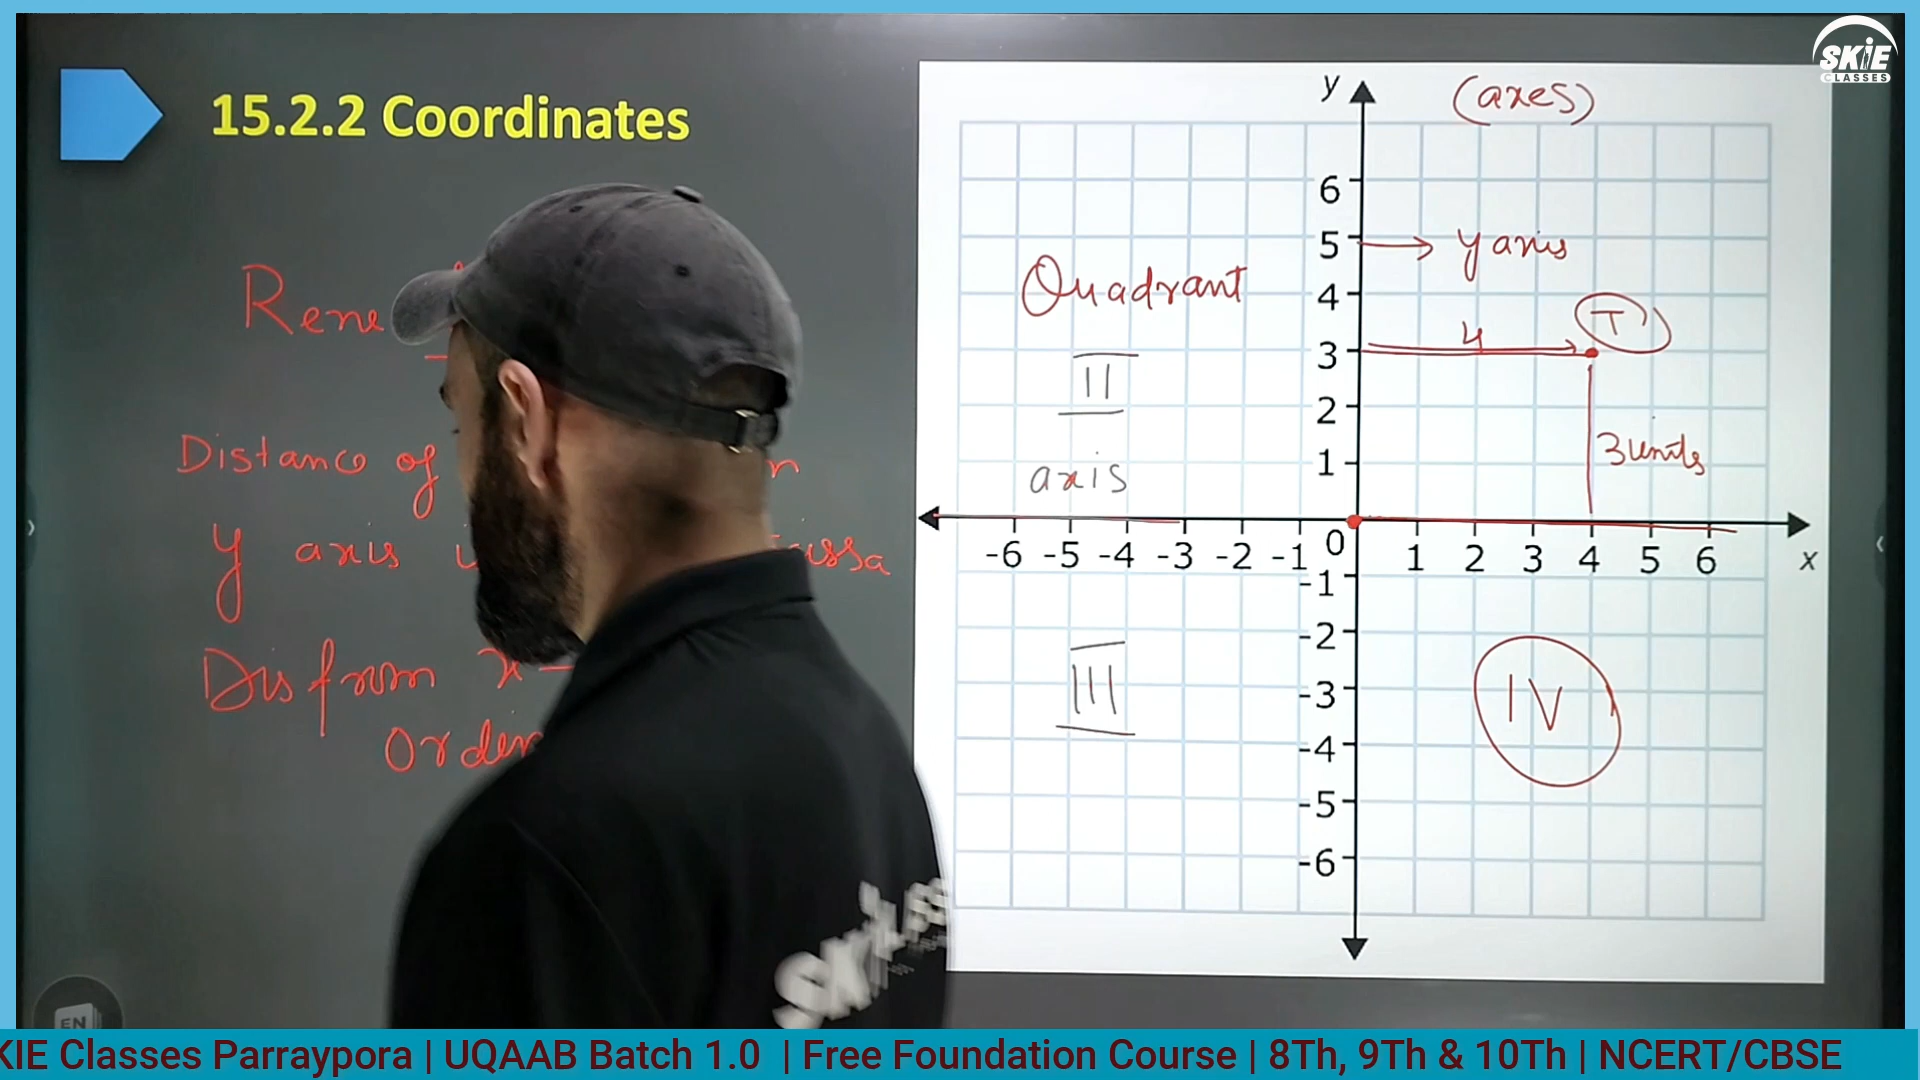 SKIE
CLASSES
15.2.2 Coordinates
Rene
Distance of
y axis
Dis from x-
(axes)
y
6
5 y axis
Quadrant
4
T
3
4
II
2
3 units
1
axis
-6 -5 -4 -3 -2 -1 0 1 2 3 4 5 6
x
-1
-2
III
-3
IV
-4
-5
-6
EN
KIE Classes Parraypora | UQAAB Batch 1.0 | Free Foundation Course | 8Th, 9Th & 10Th | NCERT/CBSE